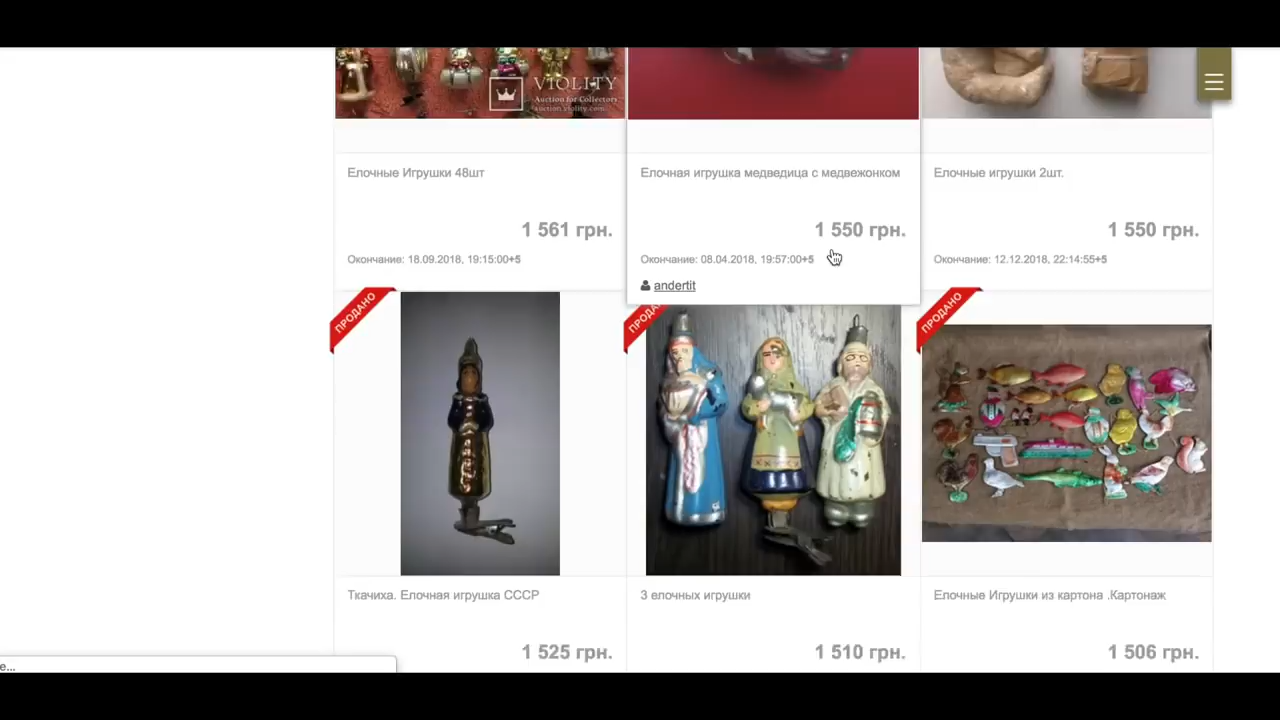 VIOLITY
Auction for Collectors
auction.violity.com
Елочные Игрушки 48шт
Елочная игрушка медведица с медвежонком
Елочные игрушки 2шт.
1 561 грн.
1 550 грн.
1 550 грн.
Окончание: 18.09.2018, 19:15:00+5
Окончание: 08.04.2018, 19:57:00+5
Окончание: 12.12.2018, 22:14:55+5
andertit
ПРОДАНО
ПРОДАНО
ПРОДАНО
Ткачиха. Елочная игрушка СССР
3 елочных игрушки
Елочные Игрушки из картона .Картонаж
1 525 грн.
1 510 грн.
1 506 грн.
е...